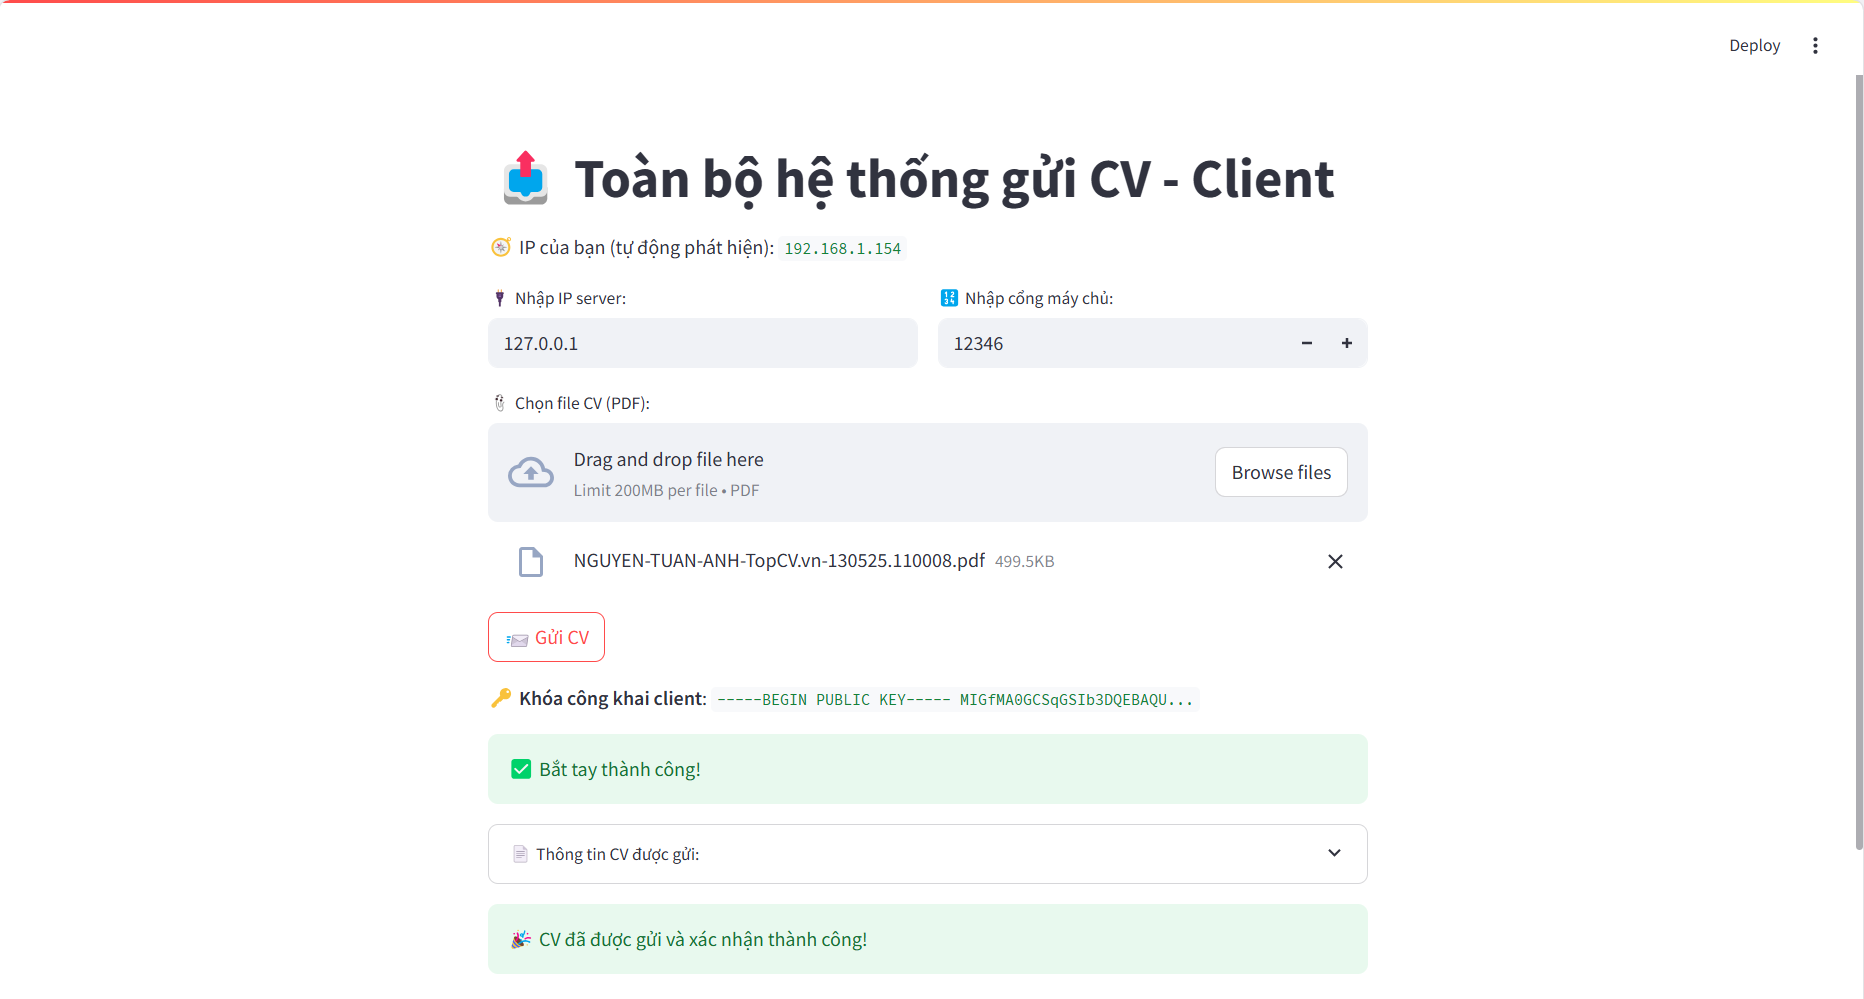 Deploy
Toàn bộ hệ thống gửi CV - Client
IP của bạn (tự động phát hiện): 192.168.1.154
Nhập IP server:
Nhập cổng máy chủ:
127.0.0.1
12346
Chọn file CV (PDF):
Drag and drop file here
Limit 200MB per file • PDF
Browse files
NGUYEN-TUAN-ANH-TopCV.vn-130525.110008.pdf 499.5KB
Gửi CV
Khóa công khai client: -----BEGIN PUBLIC KEY----- MIGfMA0GCSqGSIb3DQEBAQU...
Bắt tay thành công!
Thông tin CV được gửi:
CV đã được gửi và xác nhận thành công!